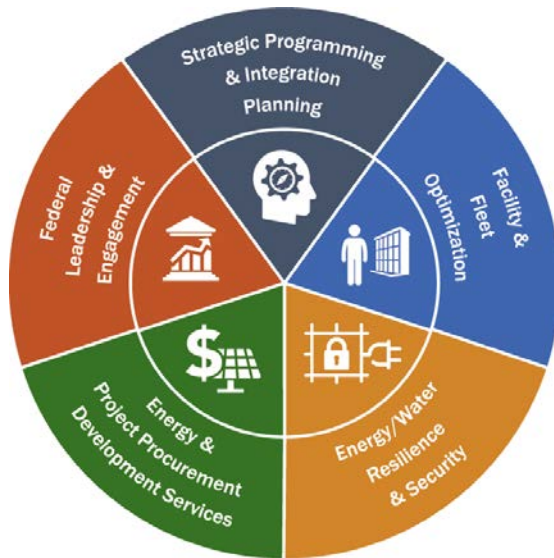 Strategic Programming
& Integration
Planning
Facility &
Fleet
Optimization
Energy/Water
Resilience
& Security
Energy &
Project Procurement
Development Services
Federal
Leadership &
Engagement
$